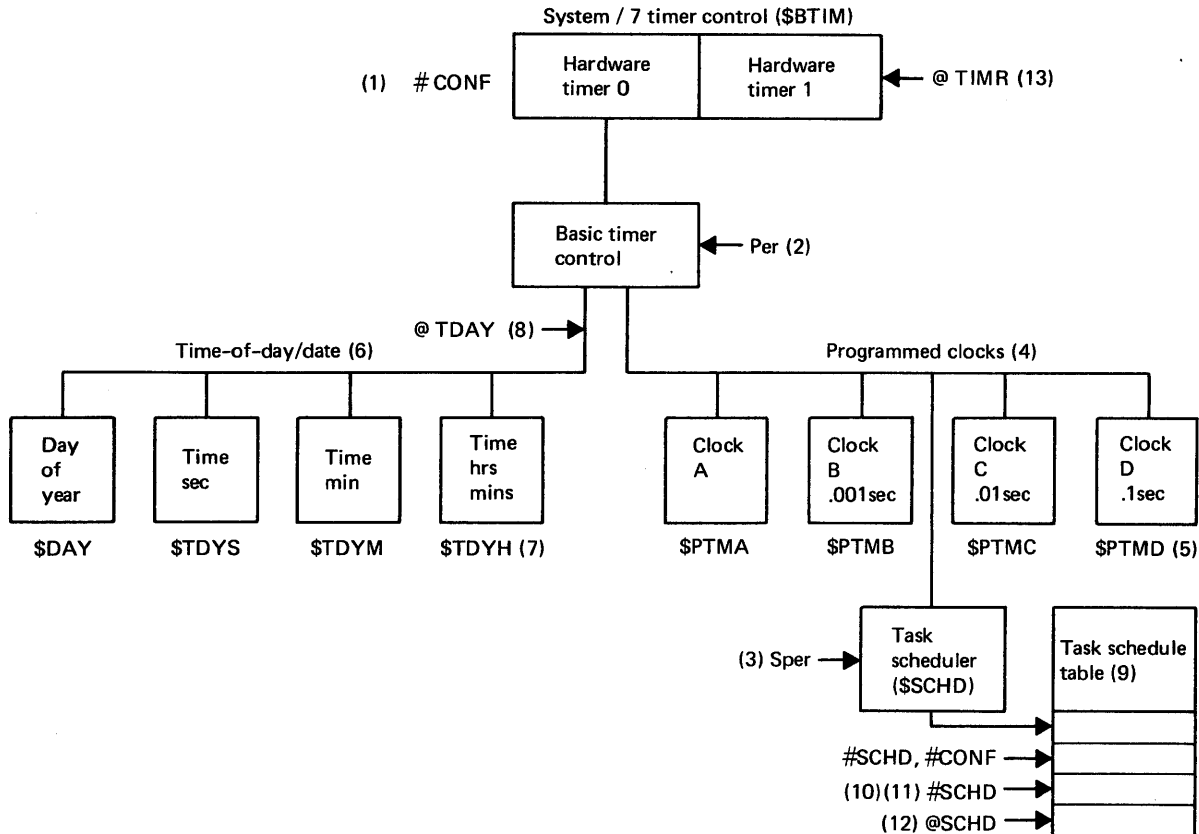 System / 7 timer control ($BTIM)
(1) #CONF
Hardware
timer 0
Hardware
timer 1
@ TIMR (13)
Basic timer
control
Per (2)
@ TDAY (8)
Time-of-day/date (6)
Programmed clocks (4)
Day
of
year
Time
sec
Time
min
Time
hrs
mins
Clock
A
Clock
B
.001sec
Clock
C
.01sec
Clock
D
.1sec
$DAY
$TDYS
$TDYM
$TDYH (7)
$PTMA
$PTMB
$PTMC
$PTMD (5)
(3) Sper
Task
scheduler
($SCHD)
Task schedule
table (9)
#SCHD, #CONF
(10)(11) #SCHD
(12) @SCHD